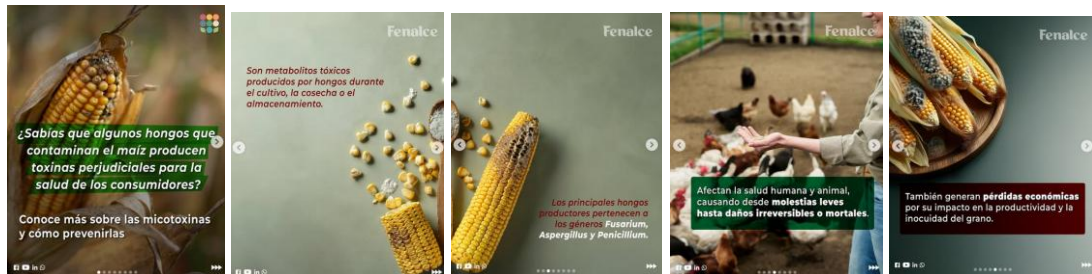 ¿Sabías que algunos hongos que
contaminan el maíz producen
toxinas perjudiciales para la
salud de los consumidores?
Conoce más sobre las micotoxinas
y cómo prevenirlas
Fenalce
Son metabolitos tóxicos
producidos por hongos durante
el cultivo, la cosecha o el
almacenamiento.
Fenalce
Los principales hongos
productores pertenecen a
los géneros Fusarium,
Aspergillus y Penicillium.
Fenalce
Afectan la salud humana y animal,
causando desde molestias leves
hasta daños irreversibles o mortales.
Fenalce
También generan pérdidas económicas
por su impacto en la productividad y la
inocuidad del grano.